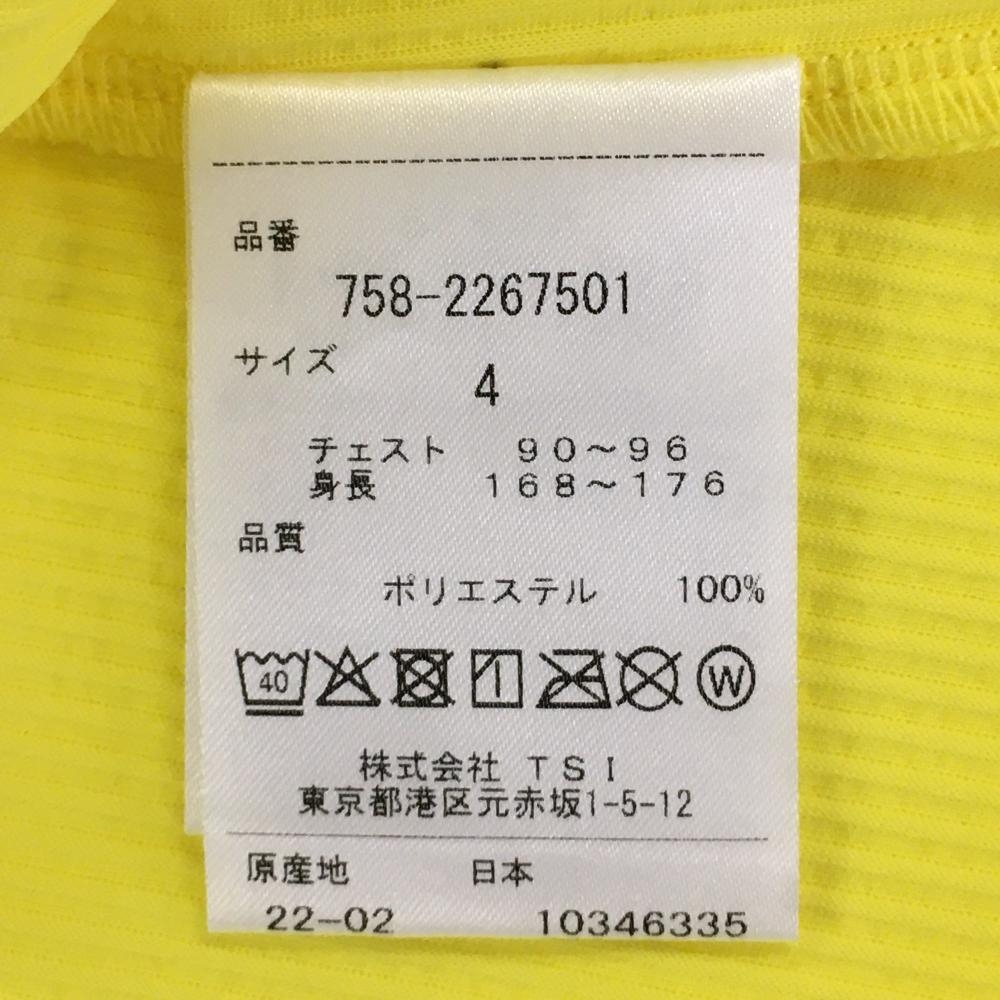 品番
758-2267501
サイズ
4
チェスト 90～96
身長 168～176
品質
ポリエステル 100%
40 W
株式会社 TSI
東京都港区元赤坂1-5-12
原産地 日本
22-02 10346335